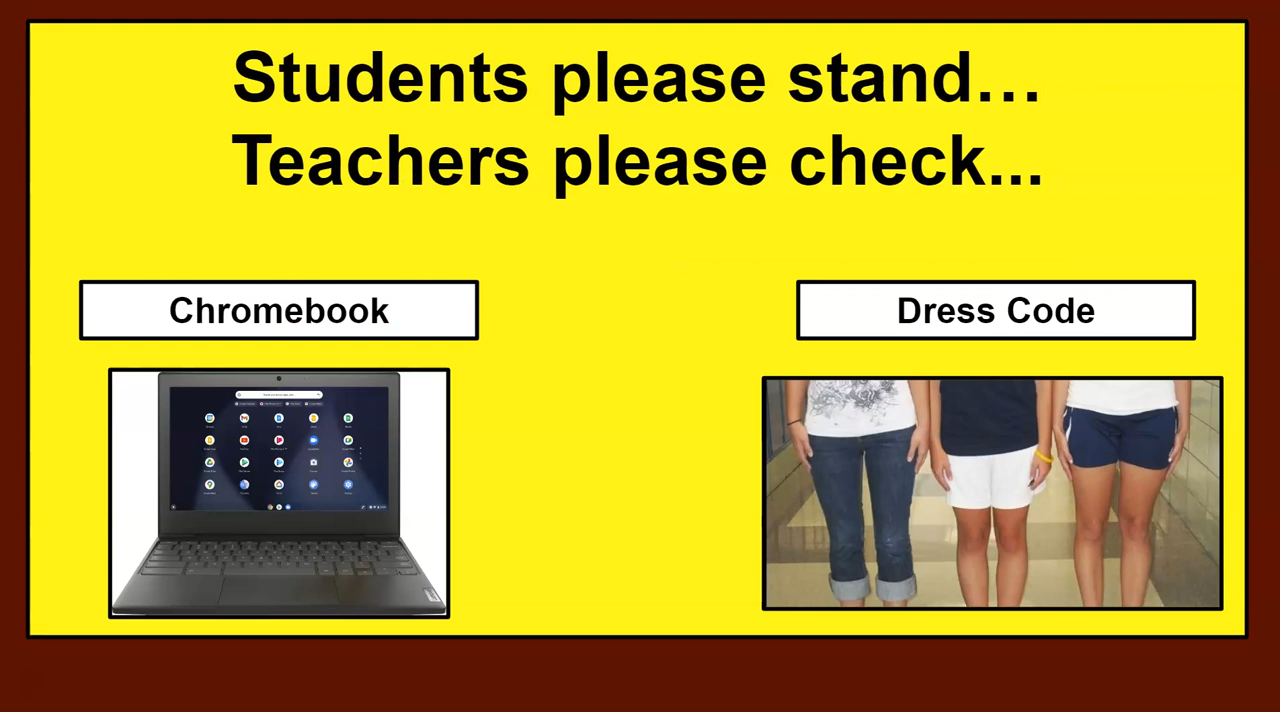 Students please stand…
Teachers please check...
Chromebook
Dress Code